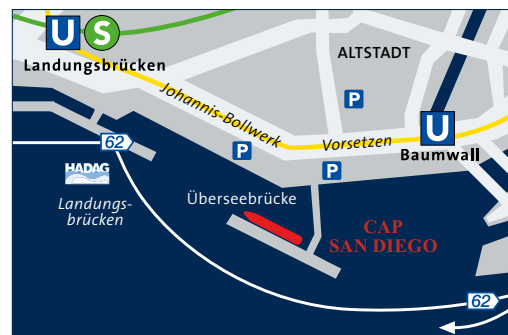 U S
Landungsbrücken
ALTSTADT
Johannis-Bollwerk
P
P
Vorsetzen
P
U
Baumwall
62
HADAG
Landungs-
brücken
Überseebrücke
CAP
SAN DIEGO
62